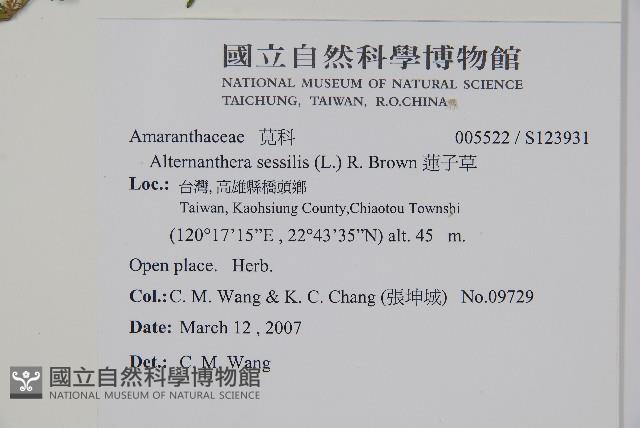 國立自然科學博物館
NATIONAL MUSEUM OF NATURAL SCIENCE
TAICHUNG, TAIWAN, R.O.CHINA
Amaranthaceae 莧科 005522 / S123931
Alternanthera sessilis (L.) R. Brown 蓮子草
Loc.: 台灣, 高雄縣橋頭鄉
Taiwan, Kaohsiung County,Chiaotou Townshi
(120°17'15”E , 22°43'35”N) alt. 45 m.
Open place. Herb.
Col.: C. M. Wang & K. C. Chang (張坤城) No.09729
Date: March 12 , 2007
Det.: C. M. Wang
國立自然科學博物館
NATIONAL MUSEUM OF NATURAL SCIENCE